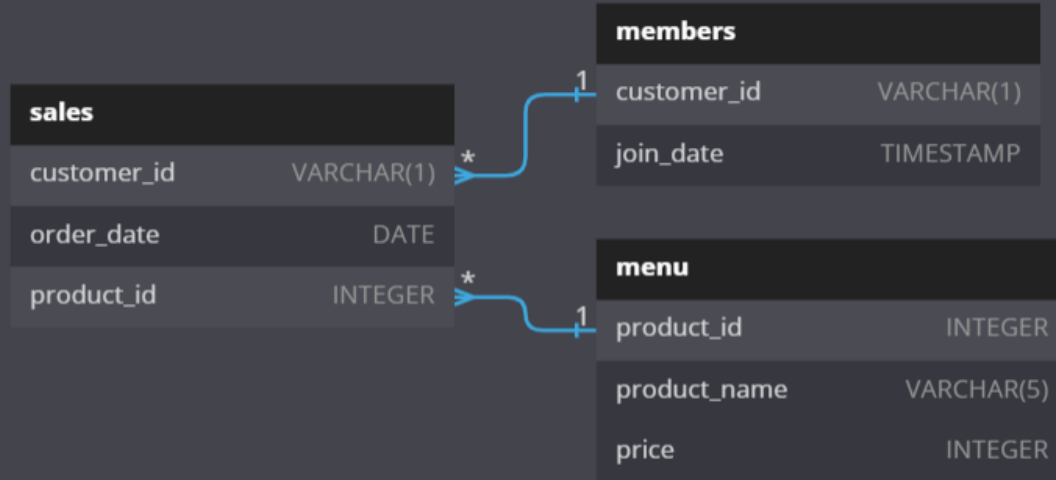 sales
customer_id VARCHAR(1)
order_date DATE
product_id INTEGER
*
*
1
1
members
customer_id VARCHAR(1)
join_date TIMESTAMP
menu
product_id INTEGER
product_name VARCHAR(5)
price INTEGER